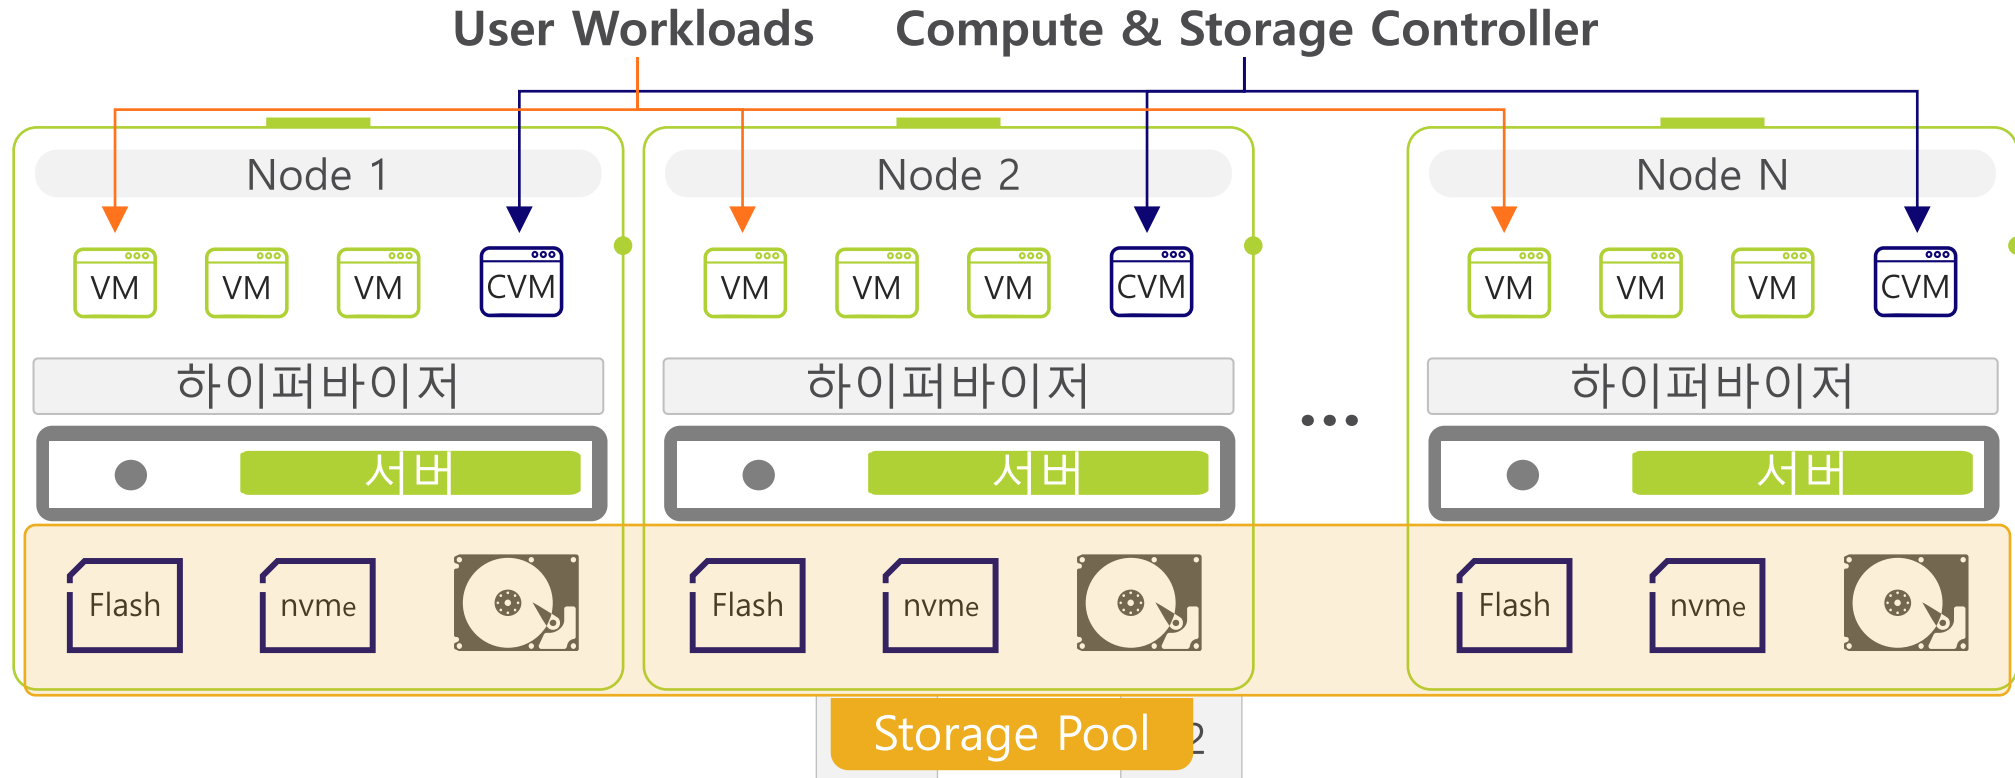 User Workloads Compute & Storage Controller
Node 1 Node 2 Node N
VM VM VM CVM VM VM VM CVM VM VM VM CVM
하이퍼바이저 하이퍼바이저 ... 하이퍼바이저
서버 서버 서버
Flash nvme Flash nvme Flash nvme
Storage Pool 2